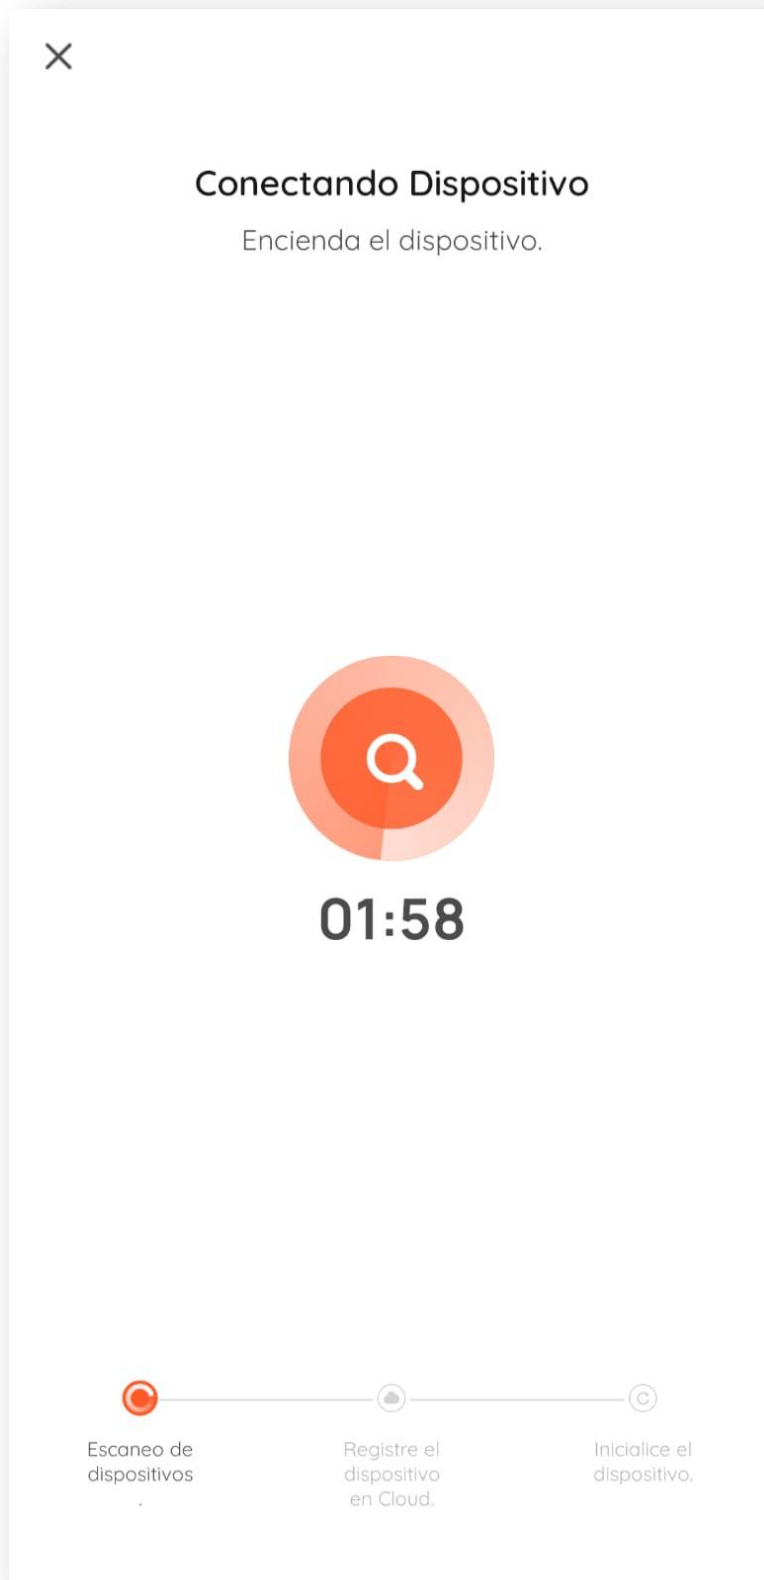 Conectando Dispositivo
Encienda el dispositivo.
01:58
Escaneo de
dispositivos
.
Registre el
dispositivo
en Cloud.
Inicialice el
dispositivo.